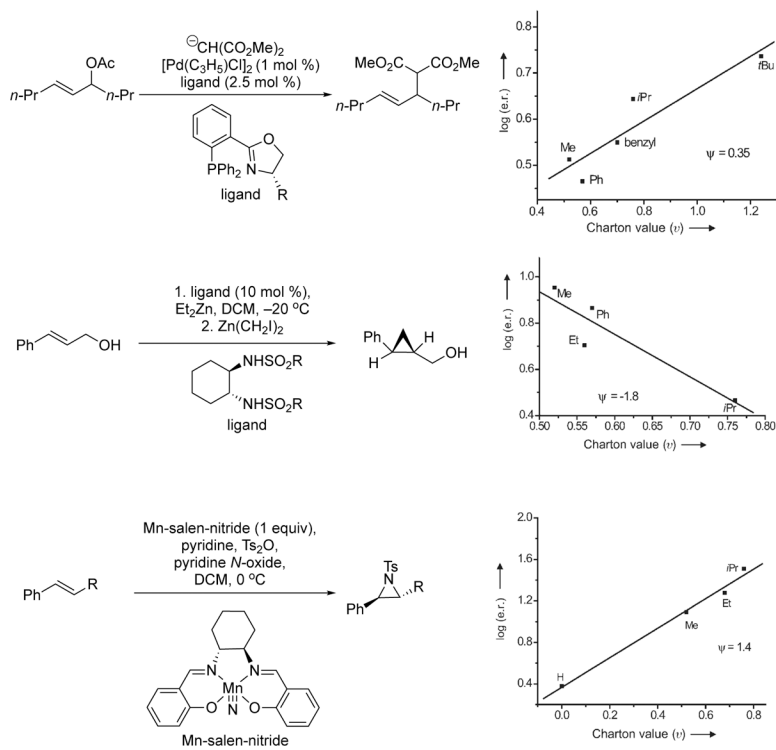 OAc
n-Pr
n-Pr
⊖CH(CO2Me)2
[Pd(C3H5)Cl]2 (1 mol %)
ligand (2.5 mol %)
O
PPh2
N
R
ligand
MeO2C CO2Me
n-Pr
n-Pr
0.8
0.7
0.6
0.5
log (e.r.)
Me
Ph
iPr
benzyl
tBu
ψ = 0.35
0.4 0.6 0.8 1.0 1.2
Charton value (υ)
Ph
OH
1. ligand (10 mol %),
Et2Zn, DCM, –20 °C
2. Zn(CH2I)2
NHSO2R
NHSO2R
ligand
Ph
H
H
OH
1.0
0.8
0.6
0.4
log (e.r.)
Me
Ph
Et
iPr
ψ = -1.8
0.50 0.55 0.60 0.65 0.70 0.75 0.80
Charton value (υ)
Ph
R
Mn-salen-nitride (1 equiv),
pyridine, Ts2O,
pyridine N-oxide,
DCM, 0 °C
N N
Mn
O N O
Mn-salen-nitride
Ts
N
Ph
R
2.0
1.6
1.2
0.8
0.4
log (e.r.)
H
Me
Et
iPr
ψ = 1.4
0.0 0.2 0.4 0.6 0.8
Charton value (υ)